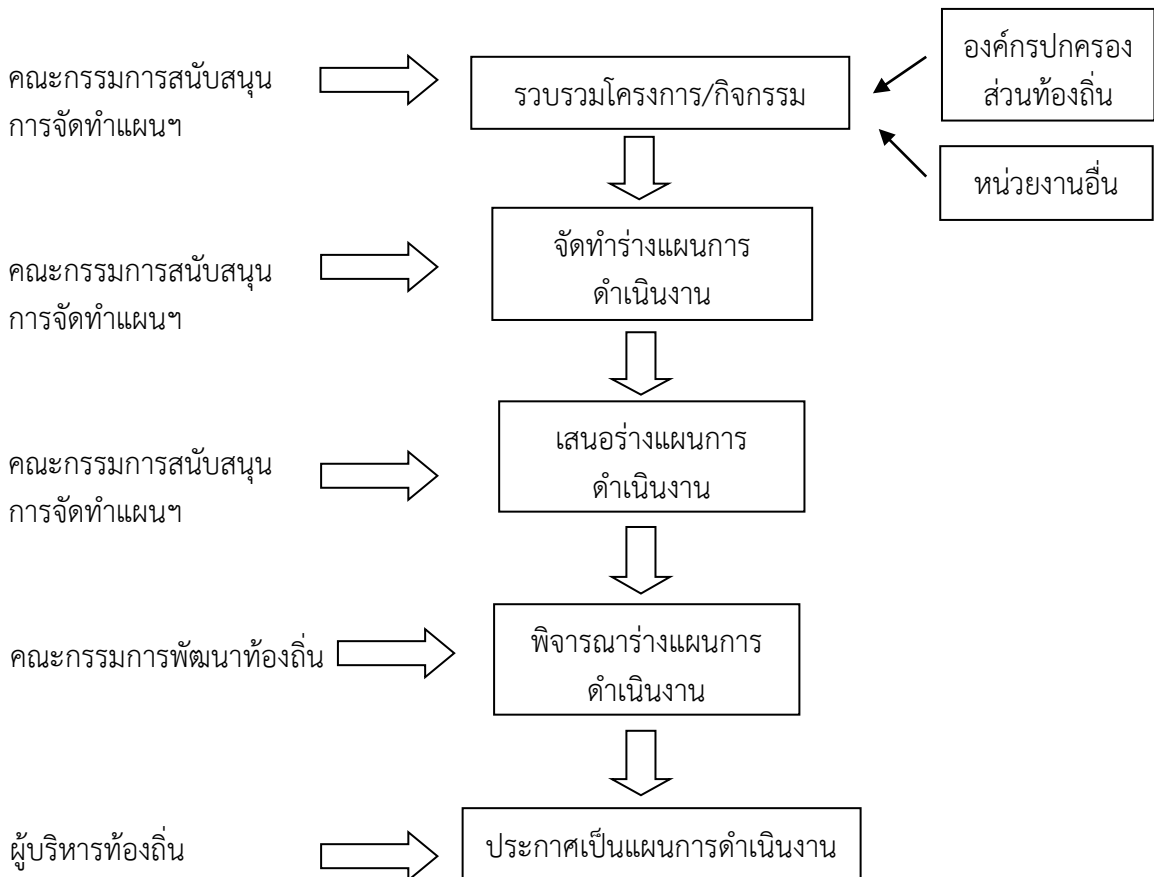 คณะกรรมการสนับสนุน
การจัดทำแผนฯ
รวบรวมโครงการ/กิจกรรม
องค์กรปกครอง
ส่วนท้องถิ่น
หน่วยงานอื่น
คณะกรรมการสนับสนุน
การจัดทำแผนฯ
จัดทำร่างแผนการ
ดำเนินงาน
คณะกรรมการสนับสนุน
การจัดทำแผนฯ
เสนอร่างแผนการ
ดำเนินงาน
คณะกรรมการพัฒนาท้องถิ่น
พิจารณาร่างแผนการ
ดำเนินงาน
ผู้บริหารท้องถิ่น
ประกาศเป็นแผนการดำเนินงาน